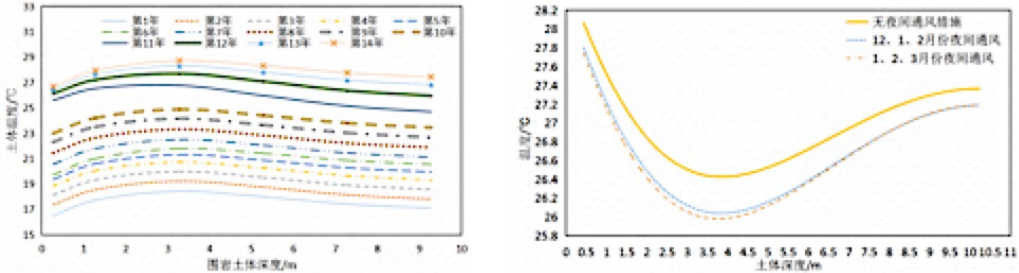 33
31
29
27
25
23
21
19
17
15
土体温度/℃
第1年 第2年 第3年 第4年 第5年
第6年 第7年 第8年 第9年 第10年
第11年 第12年 第13年 第14年
0 1 2 3 4 5 6 7 8 9 10
围岩土体深度/m
28.2
28
27.8
27.6
27.4
27.2
27
26.8
26.6
26.4
26.2
26
25.8
温度/℃
无夜间通风措施
12、1、2月份夜间通风
1、2、3月份夜间通风
0 0.5 1 1.5 2 2.5 3 3.5 4 4.5 5 5.5 6 6.5 7 7.5 8 8.5 9 9.5 10 10.5 11
土体深度/m